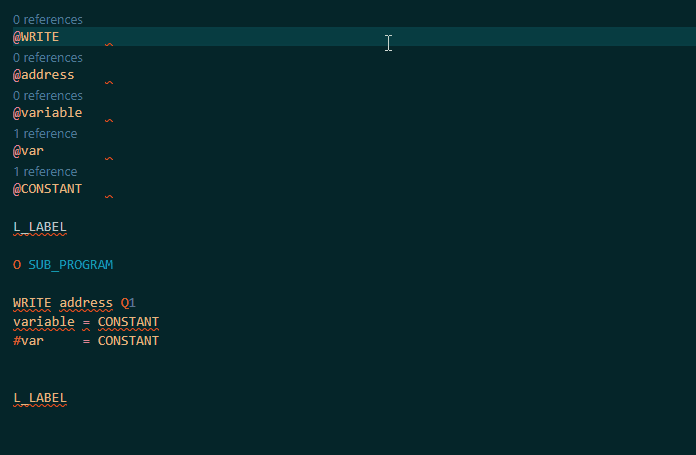 0 references
@WRITE
0 references
@address
0 references
@variable
1 reference
@var
1 reference
@CONSTANT
L_LABEL
O SUB_PROGRAM
WRITE address Q1
variable = CONSTANT
#var     = CONSTANT
L_LABEL